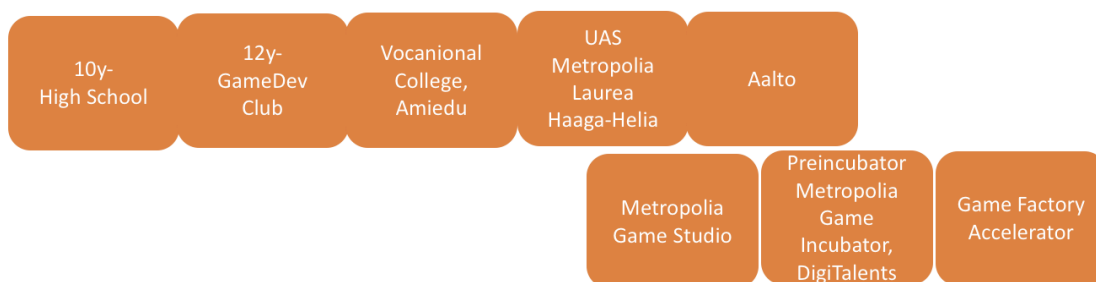 10y-
High School
12y-
GameDev
Club
Vocanional
College,
Amiedu
UAS
Metropolia
Laurea
Haaga-Helia
Aalto
Metropolia
Game Studio
Preincubator
Metropolia
Game
Incubator,
DigiTalents
Game Factory
Accelerator